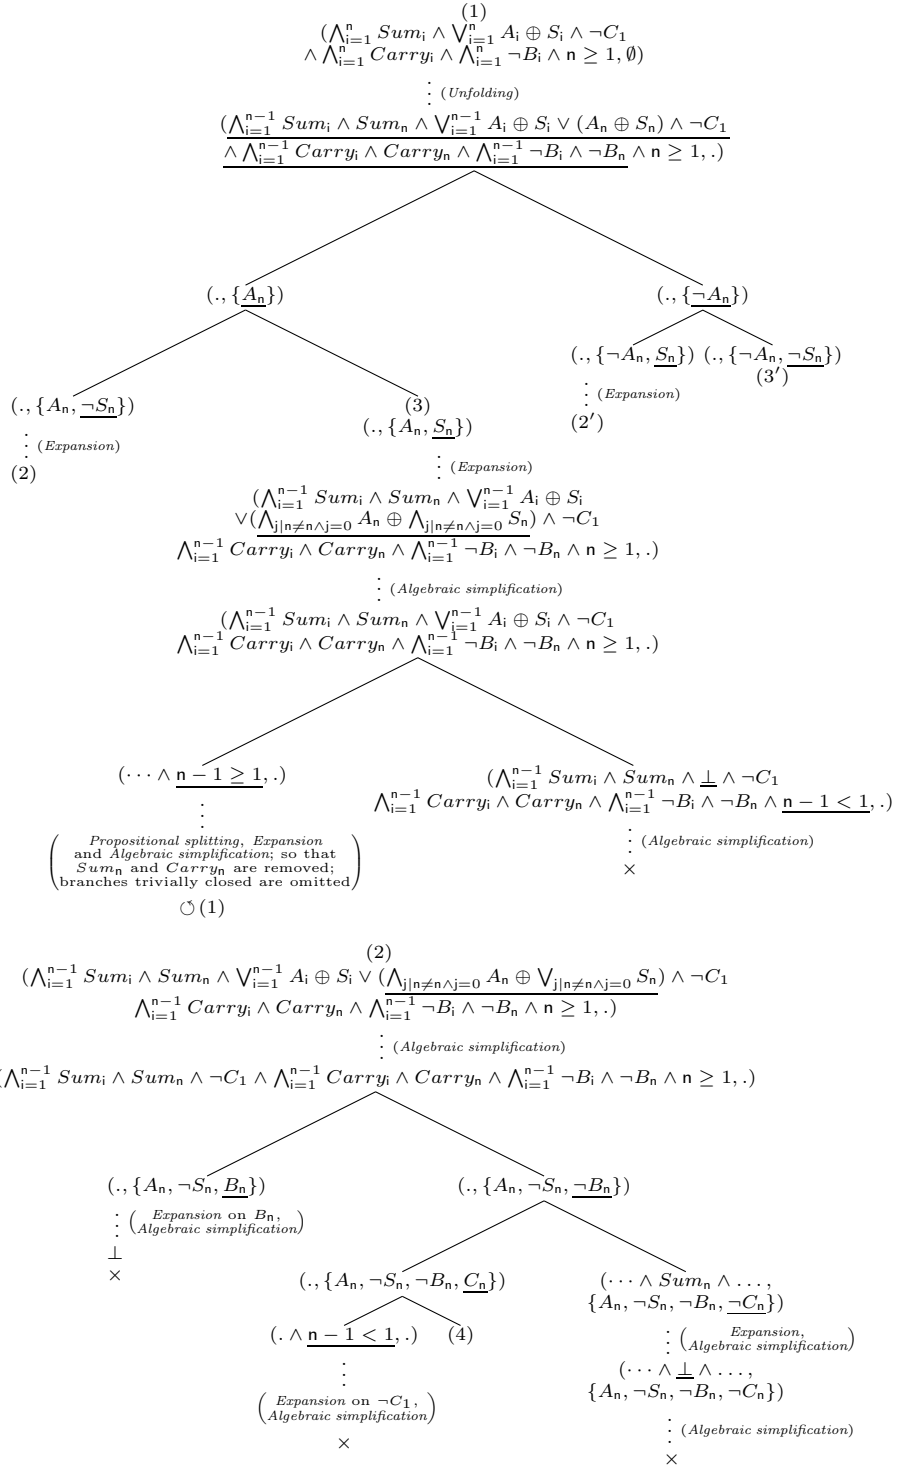 (1)
(⋀ⁿᵢ₌₁ Sumᵢ ∧ ⋁ⁿᵢ₌₁ Aᵢ ⊕ Sᵢ ∧ ¬C₁
∧ ⋀ⁿᵢ₌₁ Carryᵢ ∧ ⋀ⁿᵢ₌₁ ¬Bᵢ ∧ n ≥ 1, ∅)
⋮ (Unfolding)
(⋀ⁿ⁻¹ᵢ₌₁ Sumᵢ ∧ Sumₙ ∧ ⋁ⁿ⁻¹ᵢ₌₁ Aᵢ ⊕ Sᵢ ∨ (Aₙ ⊕ Sₙ) ∧ ¬C₁
∧ ⋀ⁿ⁻¹ᵢ₌₁ Carryᵢ ∧ Carryₙ ∧ ⋀ⁿ⁻¹ᵢ₌₁ ¬Bᵢ ∧ ¬Bₙ ∧ n ≥ 1, .)
(., {Aₙ}) (., {¬Aₙ})
(., {¬Aₙ, Sₙ}) (., {¬Aₙ, ¬Sₙ})
(3′)
⋮ (Expansion)
(2′)
(., {Aₙ, ¬Sₙ})
⋮ (Expansion)
(2)
(3)
(., {Aₙ, Sₙ})
⋮ (Expansion)
(⋀ⁿ⁻¹ᵢ₌₁ Sumᵢ ∧ Sumₙ ∧ ⋁ⁿ⁻¹ᵢ₌₁ Aᵢ ⊕ Sᵢ
∨(⋀_{j|n≠n∧j=0} Aₙ ⊕ ⋀_{j|n≠n∧j=0} Sₙ) ∧ ¬C₁
⋀ⁿ⁻¹ᵢ₌₁ Carryᵢ ∧ Carryₙ ∧ ⋀ⁿ⁻¹ᵢ₌₁ ¬Bᵢ ∧ ¬Bₙ ∧ n ≥ 1, .)
⋮ (Algebraic simplification)
(⋀ⁿ⁻¹ᵢ₌₁ Sumᵢ ∧ Sumₙ ∧ ⋁ⁿ⁻¹ᵢ₌₁ Aᵢ ⊕ Sᵢ ∧ ¬C₁
⋀ⁿ⁻¹ᵢ₌₁ Carryᵢ ∧ Carryₙ ∧ ⋀ⁿ⁻¹ᵢ₌₁ ¬Bᵢ ∧ ¬Bₙ ∧ n ≥ 1, .)
(⋯ ∧ n − 1 ≥ 1, .)
⋮
(Propositional splitting, Expansion
and Algebraic simplification; so that
Sumₙ and Carryₙ are removed;
branches trivially closed are omitted)
↺ (1)
(⋀ⁿ⁻¹ᵢ₌₁ Sumᵢ ∧ Sumₙ ∧ ⊥ ∧ ¬C₁
⋀ⁿ⁻¹ᵢ₌₁ Carryᵢ ∧ Carryₙ ∧ ⋀ⁿ⁻¹ᵢ₌₁ ¬Bᵢ ∧ ¬Bₙ ∧ n − 1 < 1, .)
⋮ (Algebraic simplification)
×
(2)
(⋀ⁿ⁻¹ᵢ₌₁ Sumᵢ ∧ Sumₙ ∧ ⋁ⁿ⁻¹ᵢ₌₁ Aᵢ ⊕ Sᵢ ∨ (⋀_{j|n≠n∧j=0} Aₙ ⊕ ⋁_{j|n≠n∧j=0} Sₙ) ∧ ¬C₁
⋀ⁿ⁻¹ᵢ₌₁ Carryᵢ ∧ Carryₙ ∧ ⋀ⁿ⁻¹ᵢ₌₁ ¬Bᵢ ∧ ¬Bₙ ∧ n ≥ 1, .)
⋮ (Algebraic simplification)
(⋀ⁿ⁻¹ᵢ₌₁ Sumᵢ ∧ Sumₙ ∧ ¬C₁ ∧ ⋀ⁿ⁻¹ᵢ₌₁ Carryᵢ ∧ Carryₙ ∧ ⋀ⁿ⁻¹ᵢ₌₁ ¬Bᵢ ∧ ¬Bₙ ∧ n ≥ 1, .)
(., {Aₙ, ¬Sₙ, Bₙ})
⋮ (Expansion on Bₙ,
Algebraic simplification)
⊥
×
(., {Aₙ, ¬Sₙ, ¬Bₙ})
(., {Aₙ, ¬Sₙ, ¬Bₙ, Cₙ})
(. ∧ n − 1 < 1, .) (4)
⋮
(Expansion on ¬C₁,
Algebraic simplification)
×
(⋯ ∧ Sumₙ ∧ …,
{Aₙ, ¬Sₙ, ¬Bₙ, ¬Cₙ})
⋮ (Expansion,
Algebraic simplification)
(⋯ ∧ ⊥ ∧ …,
{Aₙ, ¬Sₙ, ¬Bₙ, ¬Cₙ})
⋮ (Algebraic simplification)
×